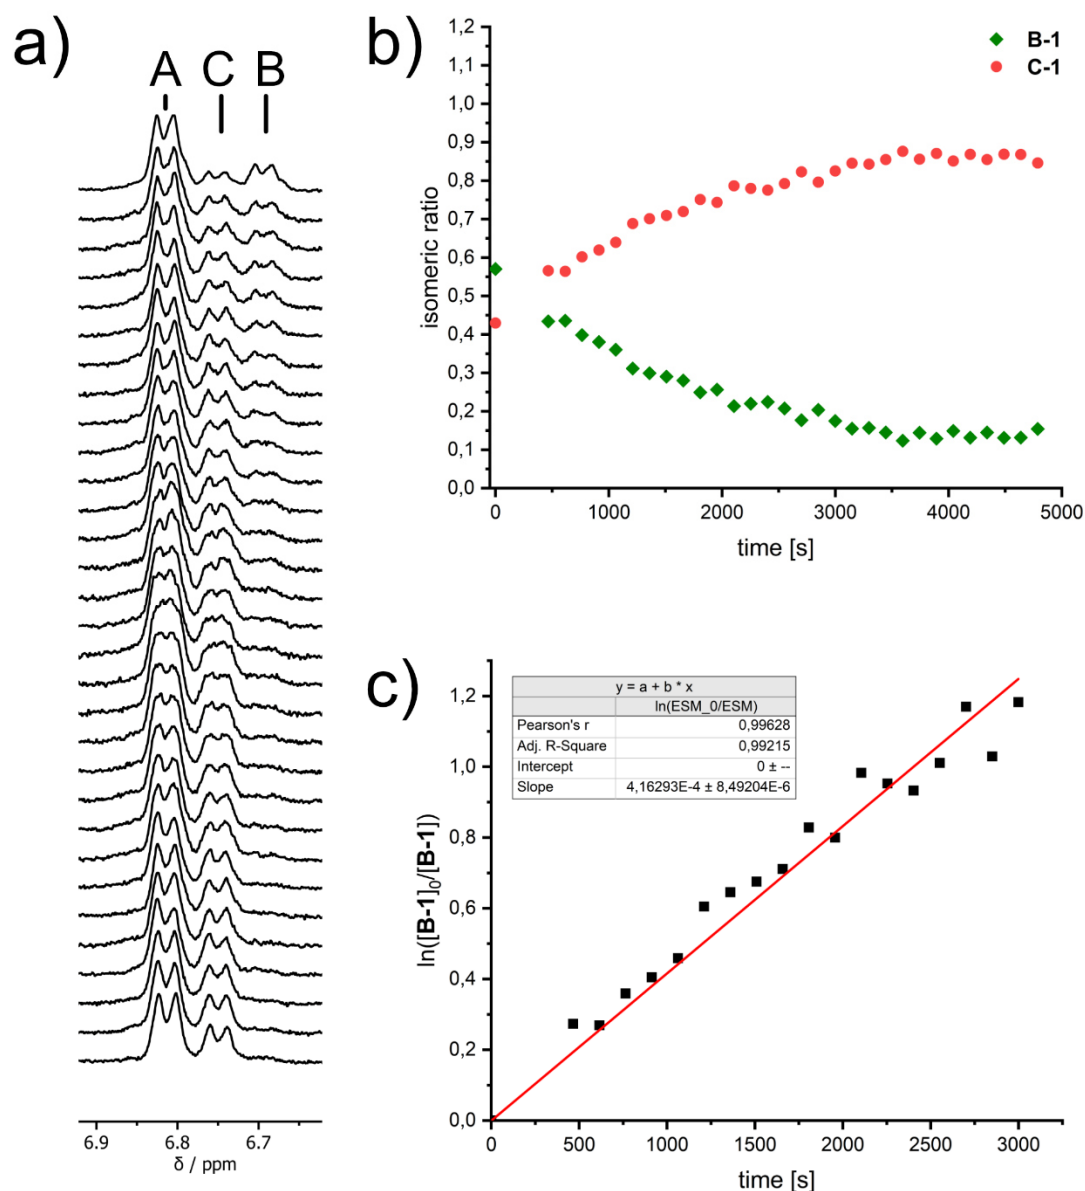 a)
A C B
6.9 6.8 6.7
δ / ppm
b)
B-1
C-1
1,2
1,1
1,0
0,9
0,8
0,7
0,6
0,5
0,4
0,3
0,2
0,1
0,0
isomeric ratio
0 1000 2000 3000 4000 5000
time [s]
c)
y = a + b * x
ln(ESM_0/ESM)
Pearson's r 0,99628
Adj. R-Square 0,99215
Intercept 0 ± --
Slope 4,16293E-4 ± 8,49204E-6
1,2
1,0
0,8
0,6
0,4
0,2
0,0
ln([B-1]₀/[B-1])
0 500 1000 1500 2000 2500 3000
time [s]